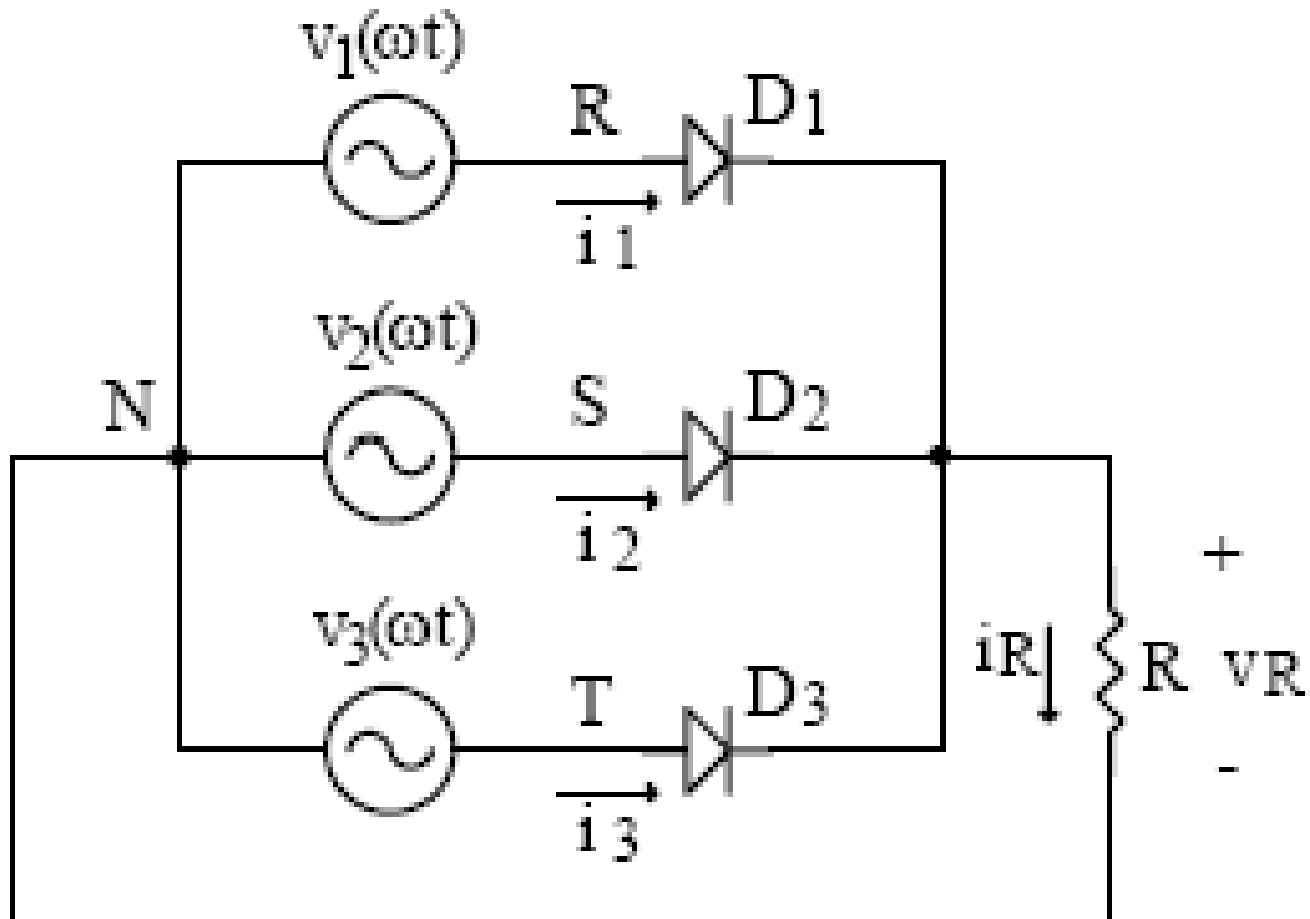 v1(ωt)
R
D1
i1
v2(ωt)
N
S
D2
i2
v3(ωt)
T
D3
i3
+
iR
R
vR
-